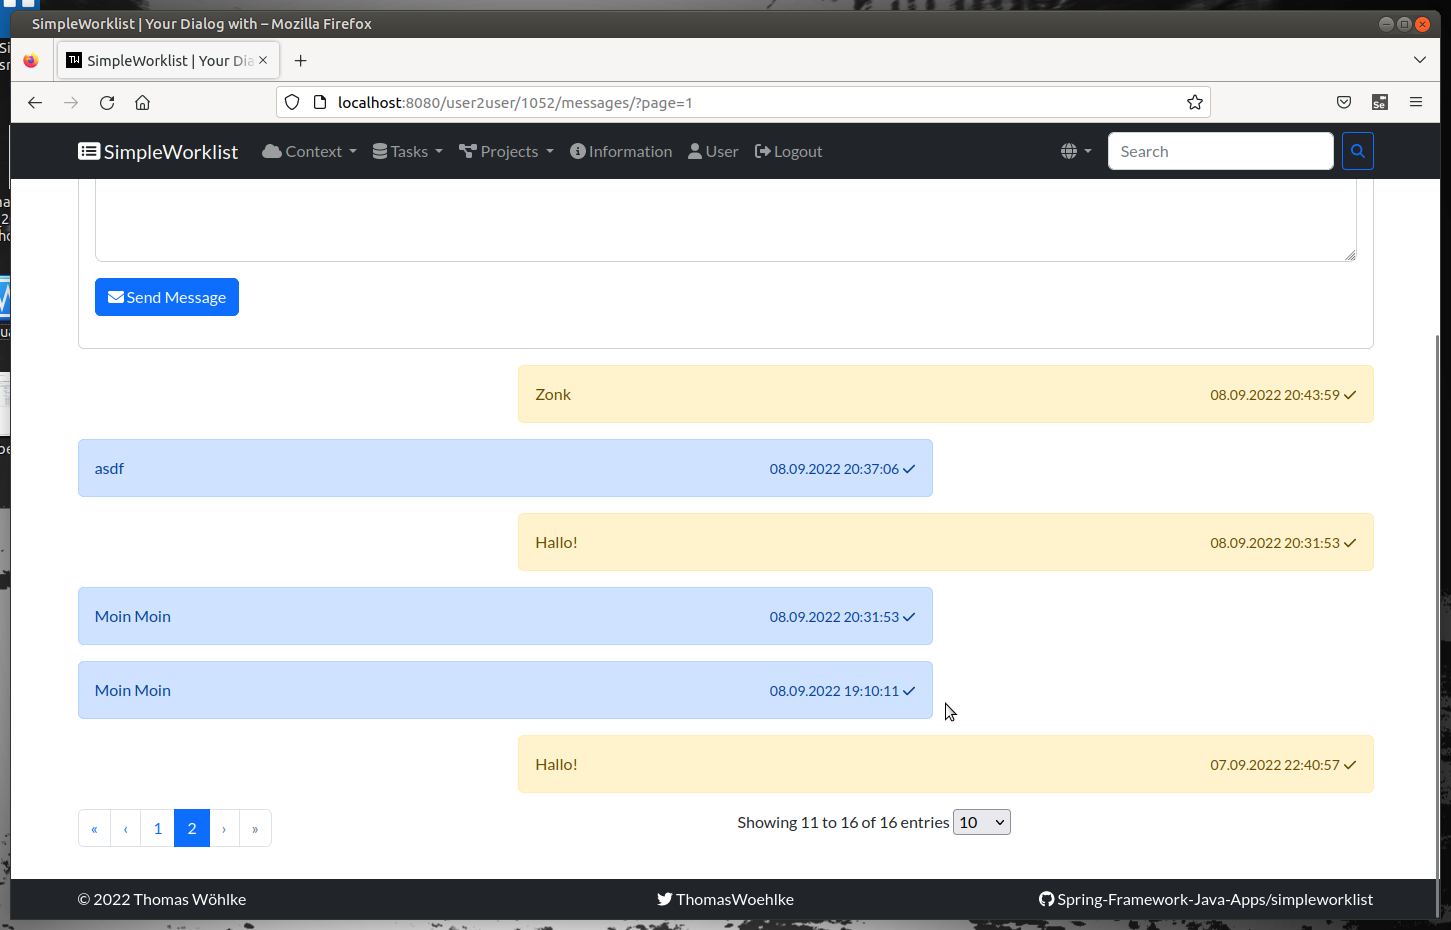 SimpleWorklist | Your Dialog with – Mozilla Firefox
TW SimpleWorklist | Your Dia
localhost:8080/user2user/1052/messages/?page=1
Se
SimpleWorklist Context Tasks Projects Information User Logout Search
Send Message
Zonk 08.09.2022 20:43:59
asdf 08.09.2022 20:37:06
Hallo! 08.09.2022 20:31:53
Moin Moin 08.09.2022 20:31:53
Moin Moin 08.09.2022 19:10:11
Hallo! 07.09.2022 22:40:57
« ‹ 1 2 › » Showing 11 to 16 of 16 entries 10
© 2022 Thomas Wöhlke ThomasWoehlke Spring-Framework-Java-Apps/simpleworklist